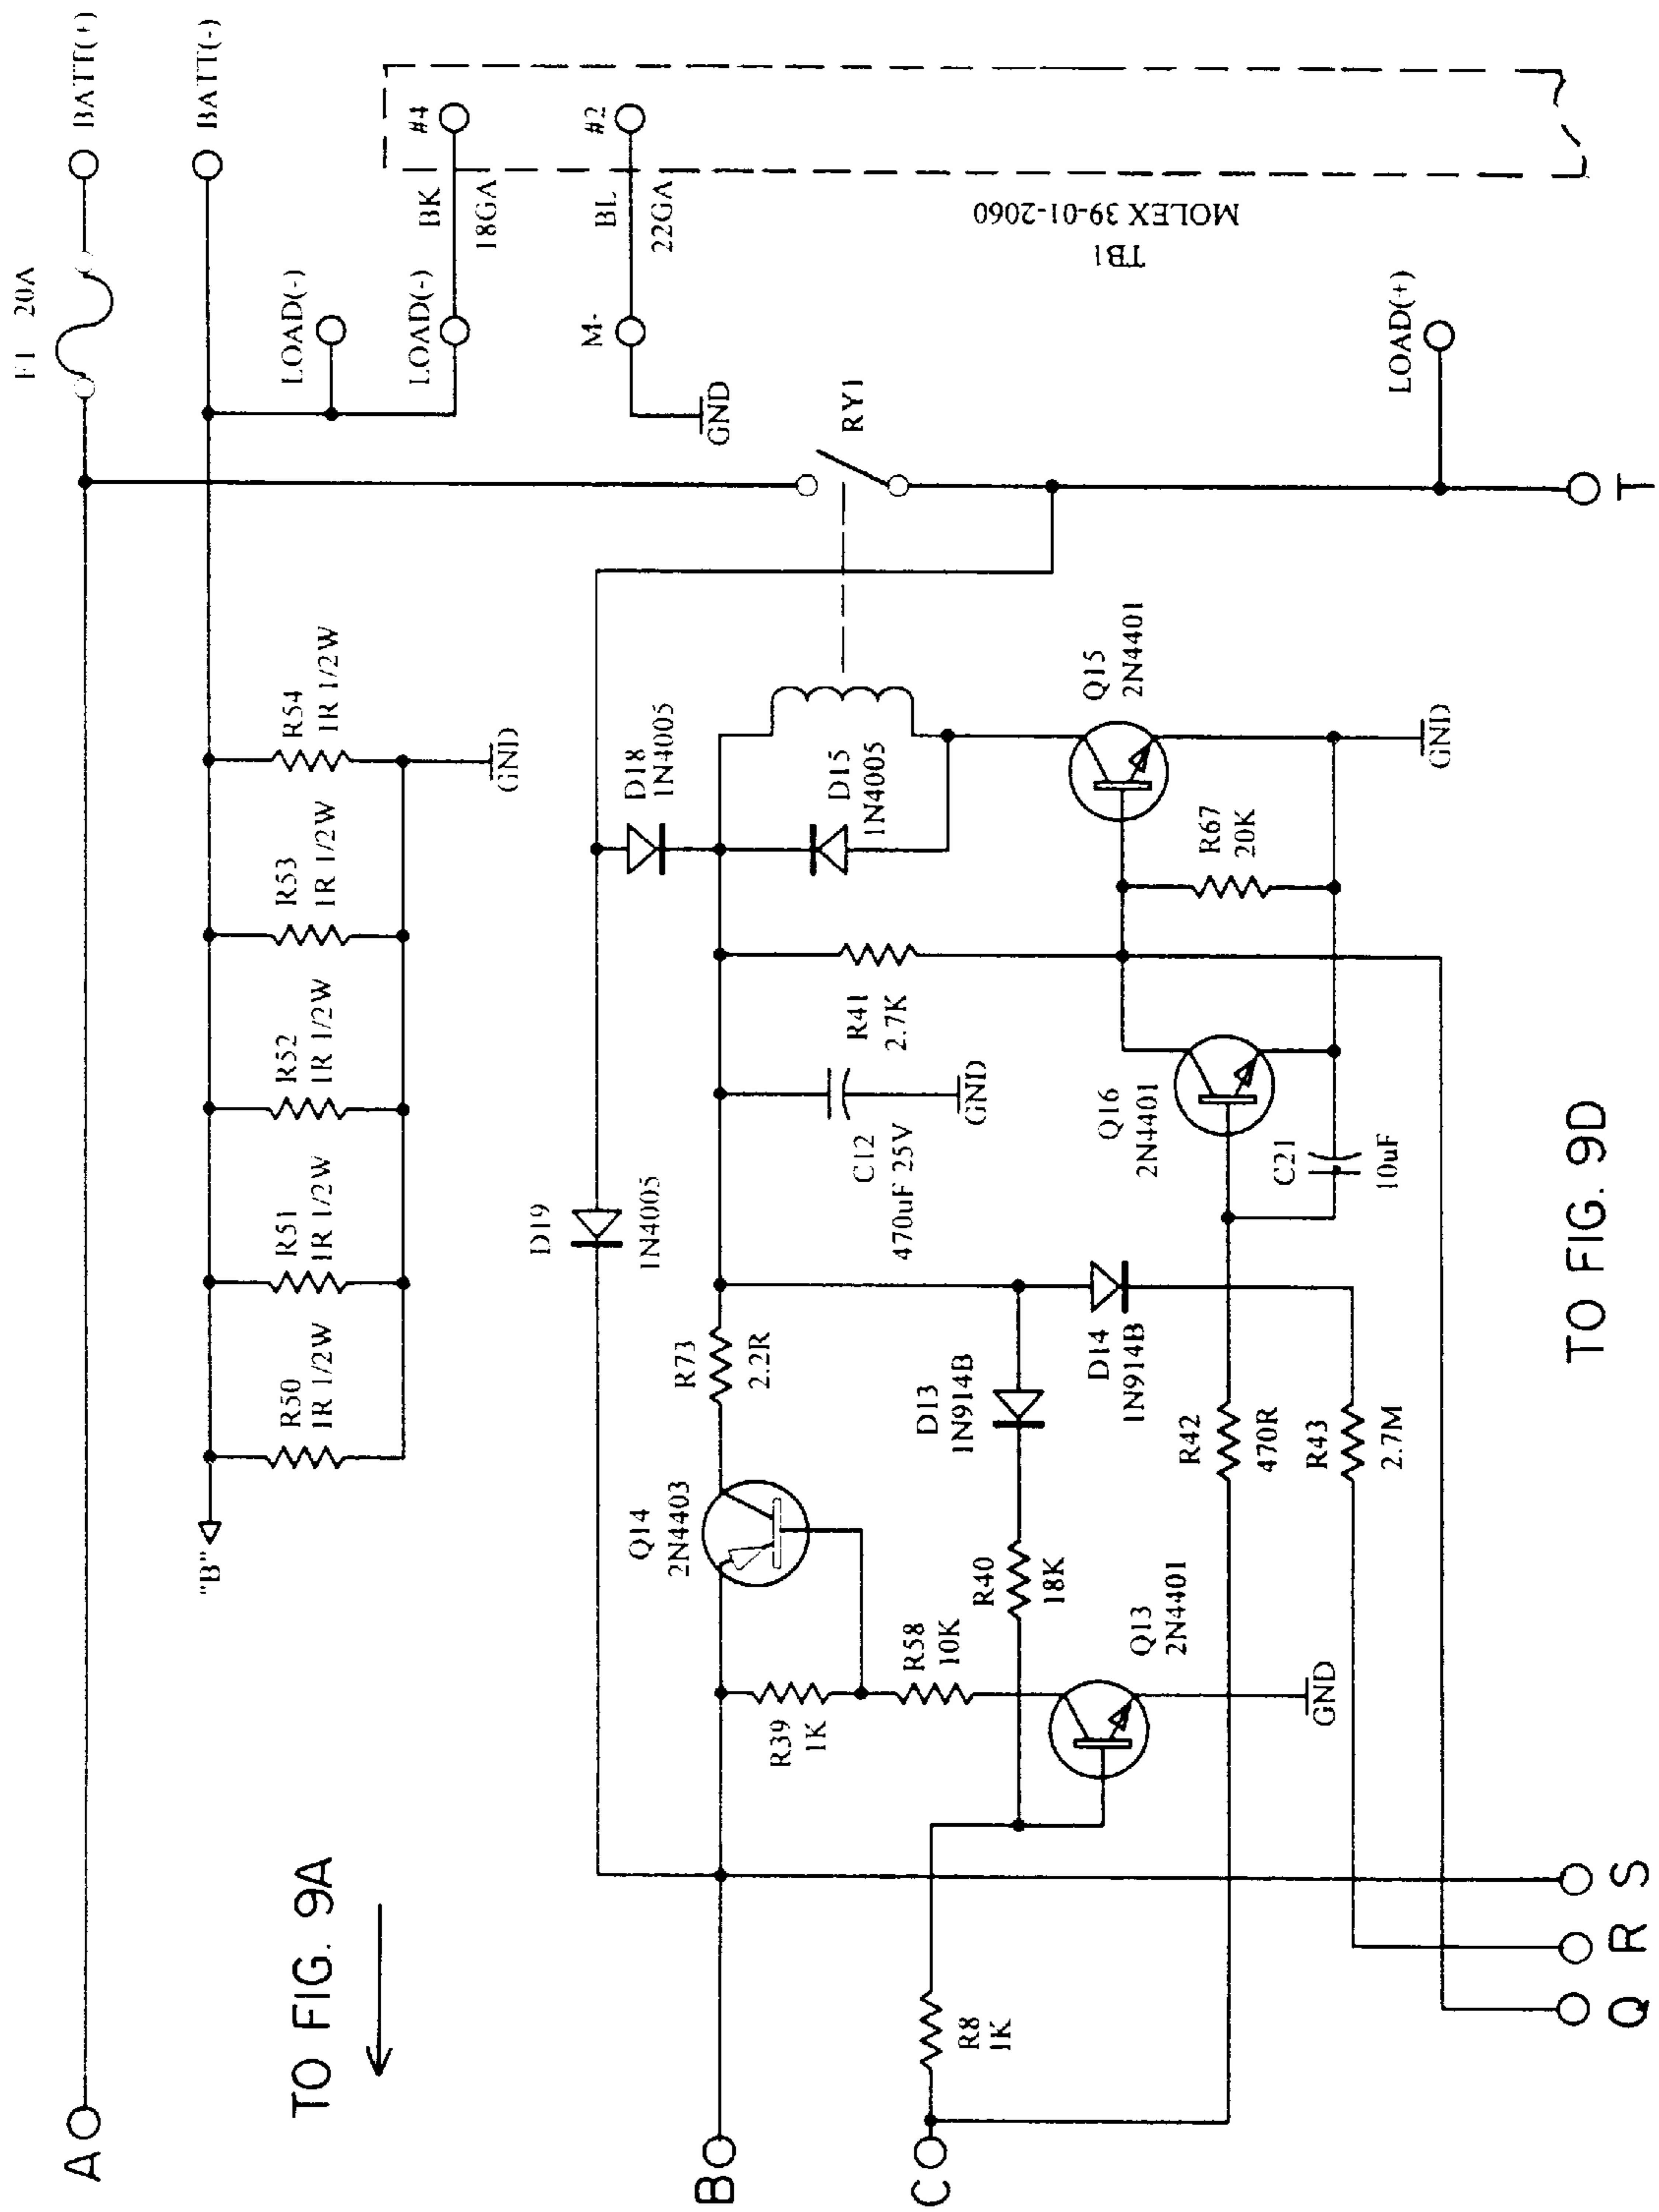 F1 20A
BATT(+)
BATT(-)
#4
BK
18GA
LOAD(-)
LOAD(-)
#2
BL
22GA
M-
GND
TB1
MOLEX 39-01-2060
RY1
LOAD(+)
T
"B"
R50
1R 1/2W
R51
1R 1/2W
R52
1R 1/2W
R53
1R 1/2W
R54
1R 1/2W
GND
A
TO FIG. 9A
D19
1N4005
D18
1N4005
D15
1N4005
Q14
2N4403
R73
2.2R
C12
470uF 25V
GND
R41
2.7K
Q15
2N4401
R67
20K
GND
Q16
2N4401
C21
10uF
D13
1N914B
D14
1N914B
R39
1K
R58
10K
R40
18K
Q13
2N4401
GND
R42
470R
R43
2.7M
B
C
R8
1K
Q
R
S
TO FIG. 9D